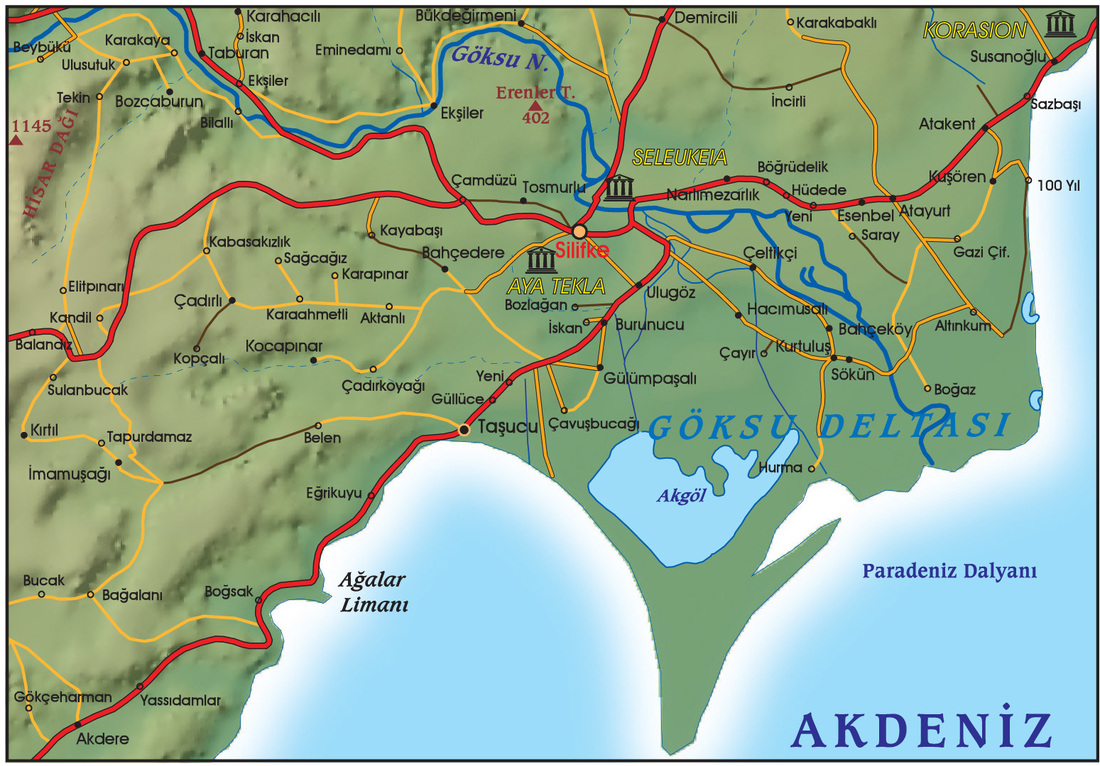 Karahacılı
Bükdeğirmeni
Demircili
Karakabaklı
KORASION
Beybükü
Karakaya
İskan
Taburan
Eminedamı
Göksu N.
Susanoğlu
Ulusutuk
Ekşiler
Erenler T.
402
İncirli
Tekin
Bozcaburun
Bilallı
Ekşiler
Sazbaşı
1145
HİSAR DAĞI
Atakent
SELEUKEIA
Böğrüdelik
Çamdüzü
Tosmurlu
Narlımezarlık
Hüdede
Kuşören
100 Yıl
Yeni
Esenbel
Atayurt
Kayabaşı
Silifke
Saray
Kabasakızlık
Bahçedere
Çeltikçi
Gazi Çif.
Sağcağız
Karapınar
AYA TEKLA
Elitpınarı
Çadırlı
Ulugöz
Kandil
Karaahmetli
Aktanlı
Bozlağan
Hacımusalı
İskan
Burunucu
Bahçeköy
Altınkum
Balanaız
Kopçalı
Kocapınar
Çayır
Kurtuluş
Sulanbucak
Çadırkoyağı
Yeni
Gülümpaşalı
Sökün
Güllüce
Boğaz
Kırtıl
Tapurdamaz
Belen
Taşucu
Çavuşbucağı
GÖKSU DELTASI
İmamuşağı
Hurma
Eğrikuyu
Akgöl
Bucak
Bağalanı
Boğsak
Ağalar
Limanı
Paradeniz Dalyanı
Gökçeharman
Yassıdamlar
Akdere
AKDENİZ